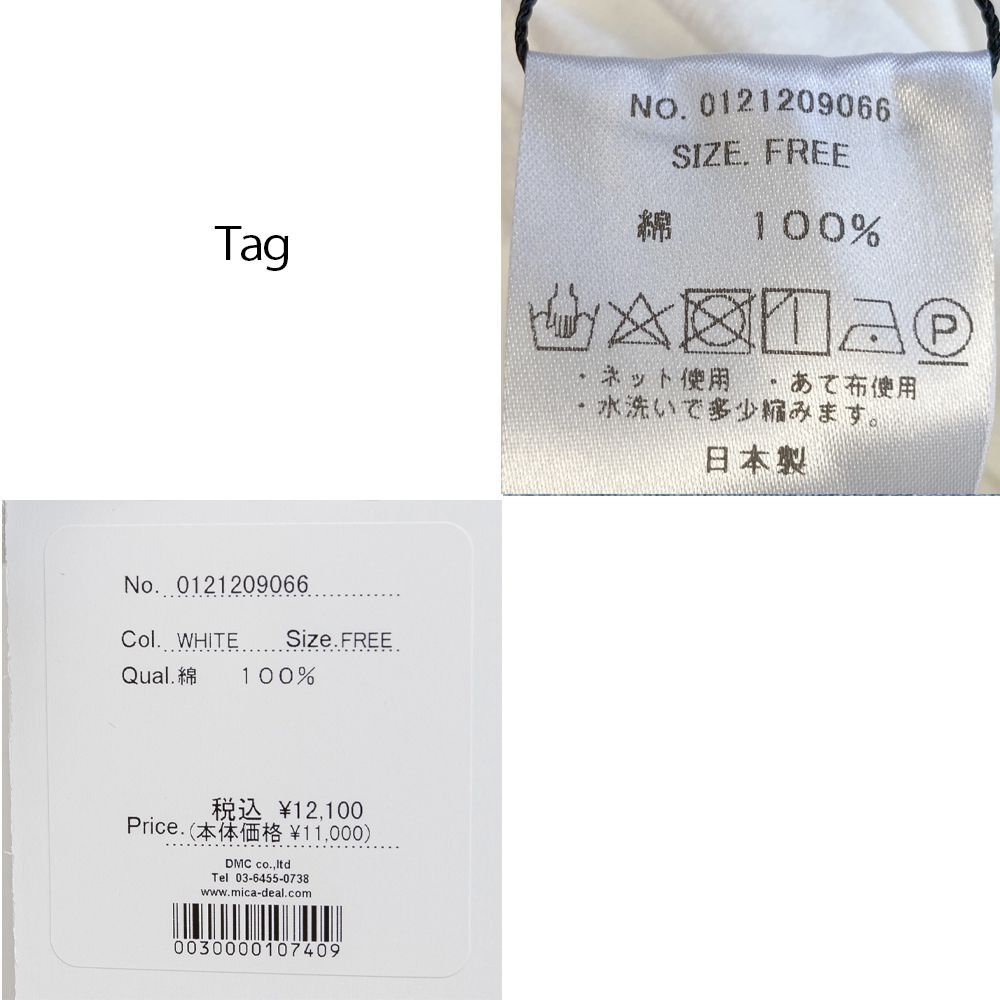 Tag
NO. 0121209066
SIZE. FREE
綿 100%
P
・ネット使用 ・あて布使用
・水洗いで多少縮みます。
日本製
No. 0121209066
Col. WHITE Size. FREE
Qual. 綿 100%
税込 ¥12,100
Price. (本体価格 ¥11,000)
DMC co.,ltd
Tel 03-6455-0738
www.mica-deal.com
0030000107409